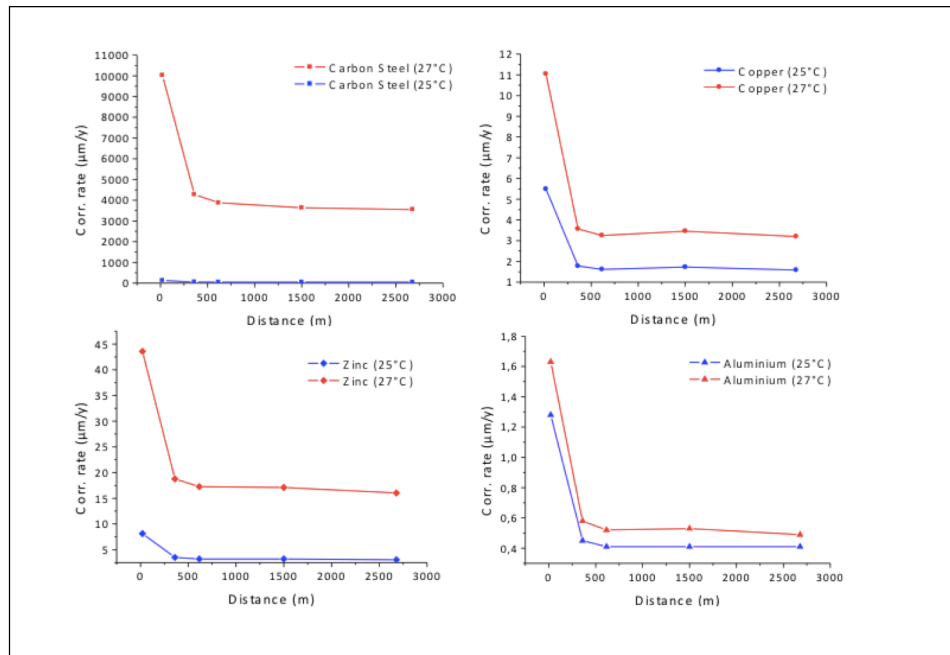 11000
10000
9000
8000
7000
6000
5000
4000
3000
2000
1000
0
Corr. rate (μm/y)
Carbon Steel (27°C)
Carbon Steel (25°C)
0 500 1000 1500 2000 2500 3000
Distance (m)
12
11
10
9
8
7
6
5
4
3
2
1
Corr. rate (μm/y)
Copper (25°C)
Copper (27°C)
0 500 1000 1500 2000 2500 3000
Distance (m)
45
40
35
30
25
20
15
10
5
Corr. rate (μm/y)
Zinc (25°C)
Zinc (27°C)
0 500 1000 1500 2000 2500 3000
Distance (m)
1,8
1,6
1,4
1,2
1,0
0,8
0,6
0,4
Corr. rate (μm/y)
Aluminium (25°C)
Aluminium (27°C)
0 500 1000 1500 2000 2500 3000
Distance (m)